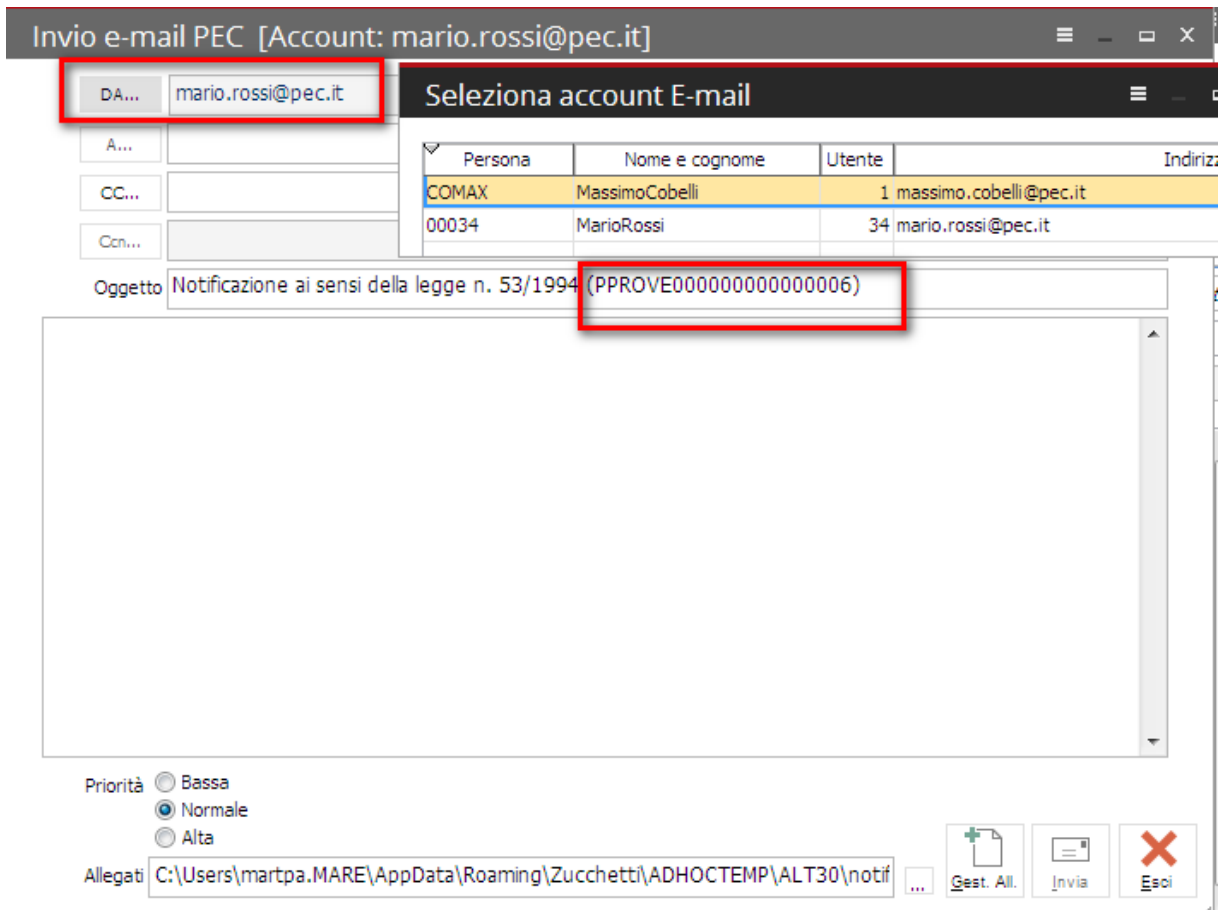 Invio e-mail PEC [Account: mario.rossi@pec.it]
DA... mario.rossi@pec.it
Seleziona account E-mail
A...
Persona Nome e cognome Utente Indirizz
CC...
COMAX MassimoCobelli 1 massimo.cobelli@pec.it
00034 MarioRossi 34 mario.rossi@pec.it
Ccn...
Oggetto Notificazione ai sensi della legge n. 53/1994 (PPROVE000000000000006)
Priorità Bassa
Normale
Alta
Allegati C:\Users\martpa.MARE\AppData\Roaming\Zucchetti\ADHOCTEMP\ALT30\notif ...
Gest. All. Invia Esci